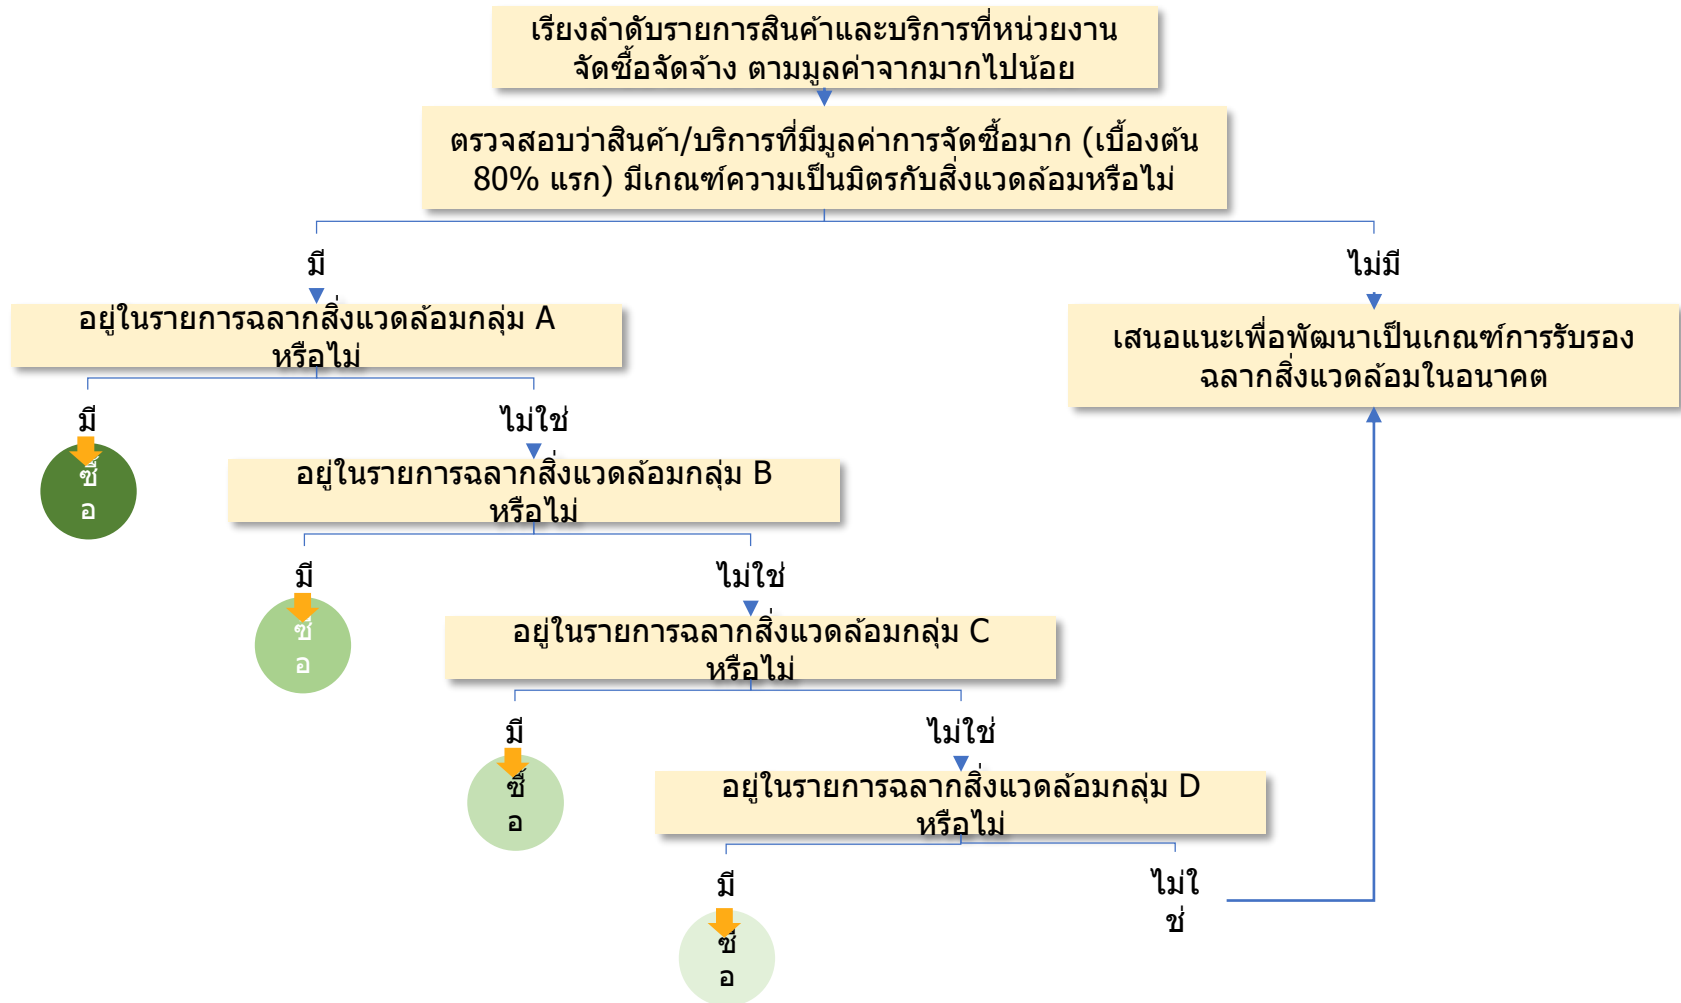 เรียงลำดับรายการสินค้าและบริการที่หน่วยงาน
จัดซื้อจัดจ้าง ตามมูลค่าจากมากไปน้อย
ตรวจสอบว่าสินค้า/บริการที่มีมูลค่าการจัดซื้อมาก (เบื้องต้น
80% แรก) มีเกณฑ์ความเป็นมิตรกับสิ่งแวดล้อมหรือไม่
มี
ไม่มี
อยู่ในรายการฉลากสิ่งแวดล้อมกลุ่ม A
หรือไม่
เสนอแนะเพื่อพัฒนาเป็นเกณฑ์การรับรอง
ฉลากสิ่งแวดล้อมในอนาคต
มี
ไม่ใช่
ซื้
อ
อยู่ในรายการฉลากสิ่งแวดล้อมกลุ่ม B
หรือไม่
มี
ไม่ใช่
ซื้
อ
อยู่ในรายการฉลากสิ่งแวดล้อมกลุ่ม C
หรือไม่
มี
ไม่ใช่
ซื้
อ
อยู่ในรายการฉลากสิ่งแวดล้อมกลุ่ม D
หรือไม่
มี
ไม่ใ
ช่
ซื้
อ